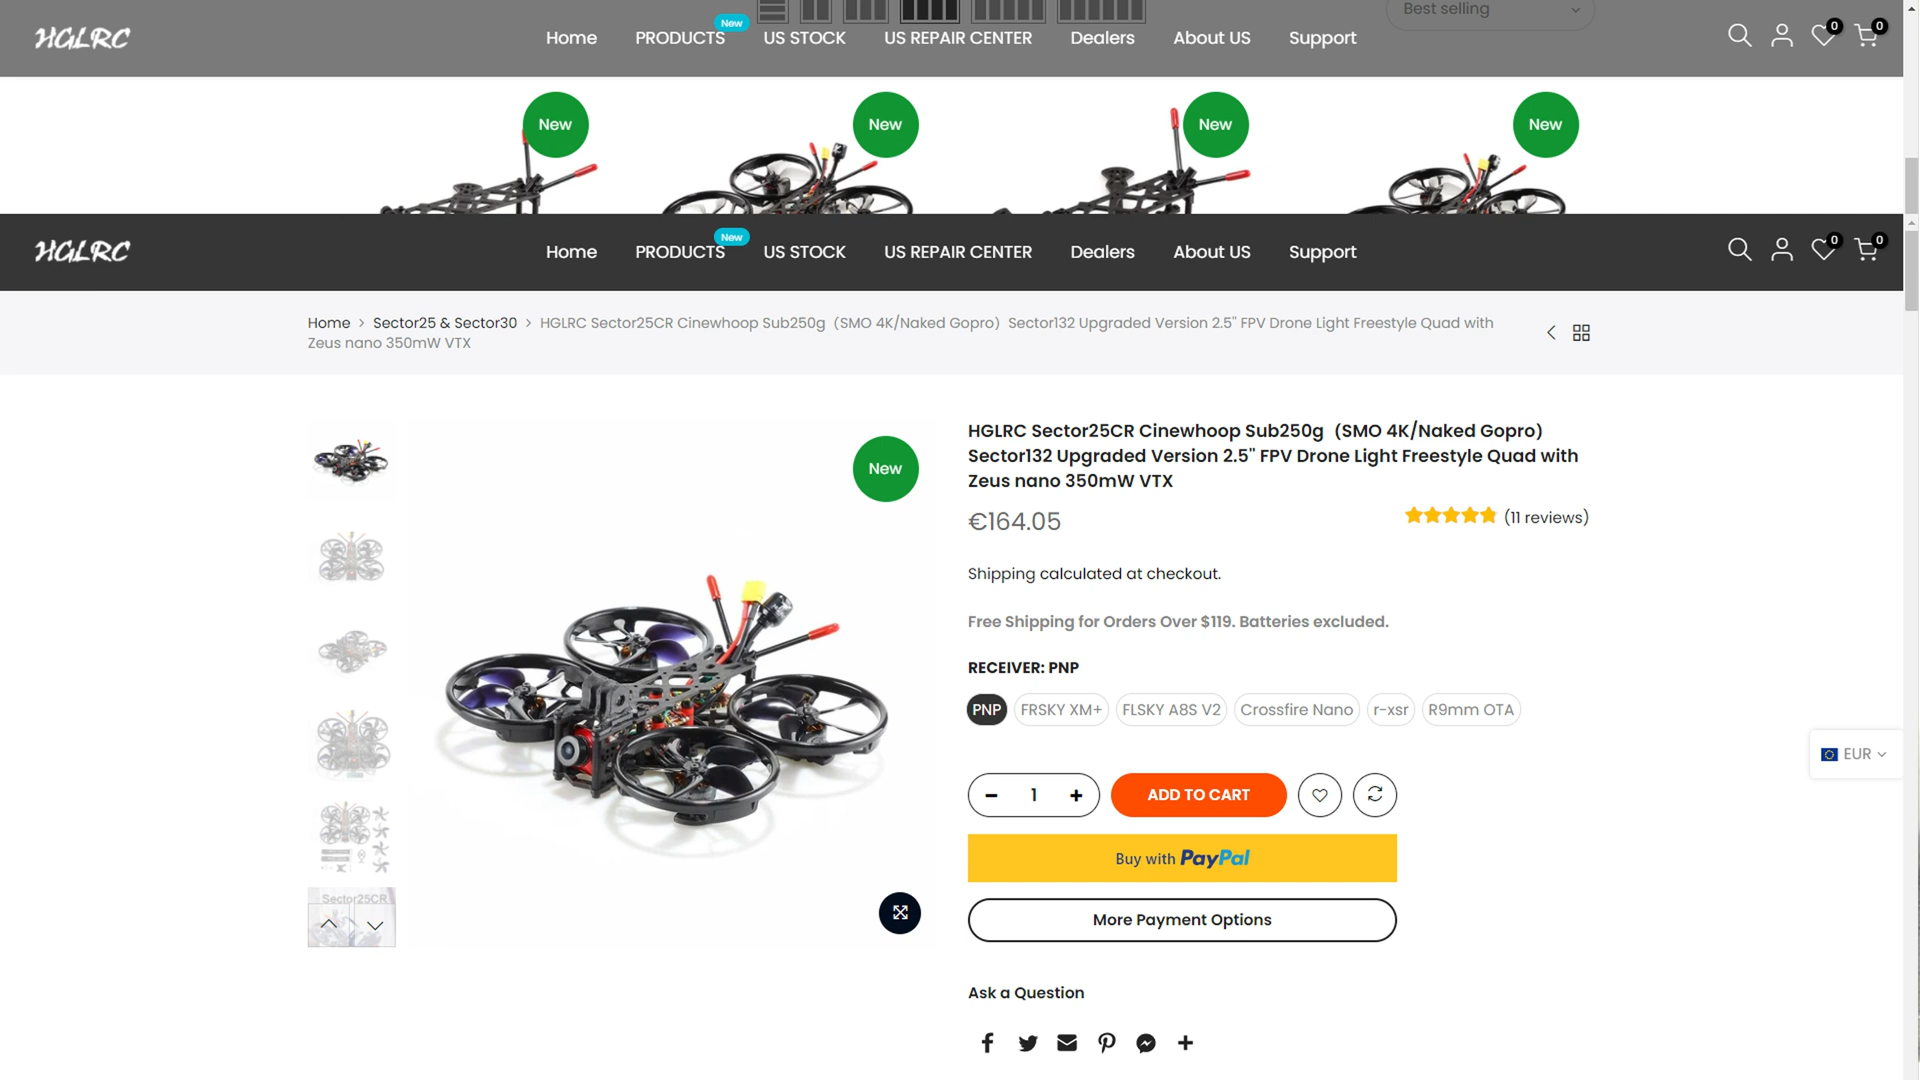 Best selling
HGLRC
Home
PRODUCTS
New
US STOCK
US REPAIR CENTER
Dealers
About US
Support
0
0
New
New
New
New
HGLRC
Home
PRODUCTS
New
US STOCK
US REPAIR CENTER
Dealers
About US
Support
0
0
Home > Sector25 & Sector30 > HGLRC Sector25CR Cinewhoop Sub250g（SMO 4K/Naked Gopro）Sector132 Upgraded Version 2.5" FPV Drone Light Freestyle Quad with
Zeus nano 350mW VTX
New
Sector25CR
HGLRC Sector25CR Cinewhoop Sub250g（SMO 4K/Naked Gopro）
Sector132 Upgraded Version 2.5" FPV Drone Light Freestyle Quad with
Zeus nano 350mW VTX
€164.05
(11 reviews)
Shipping calculated at checkout.
Free Shipping for Orders Over $119. Batteries excluded.
RECEIVER: PNP
PNP
FRSKY XM+
FLSKY A8S V2
Crossfire Nano
r-xsr
R9mm OTA
EUR
1
ADD TO CART
Buy with PayPal
More Payment Options
Ask a Question